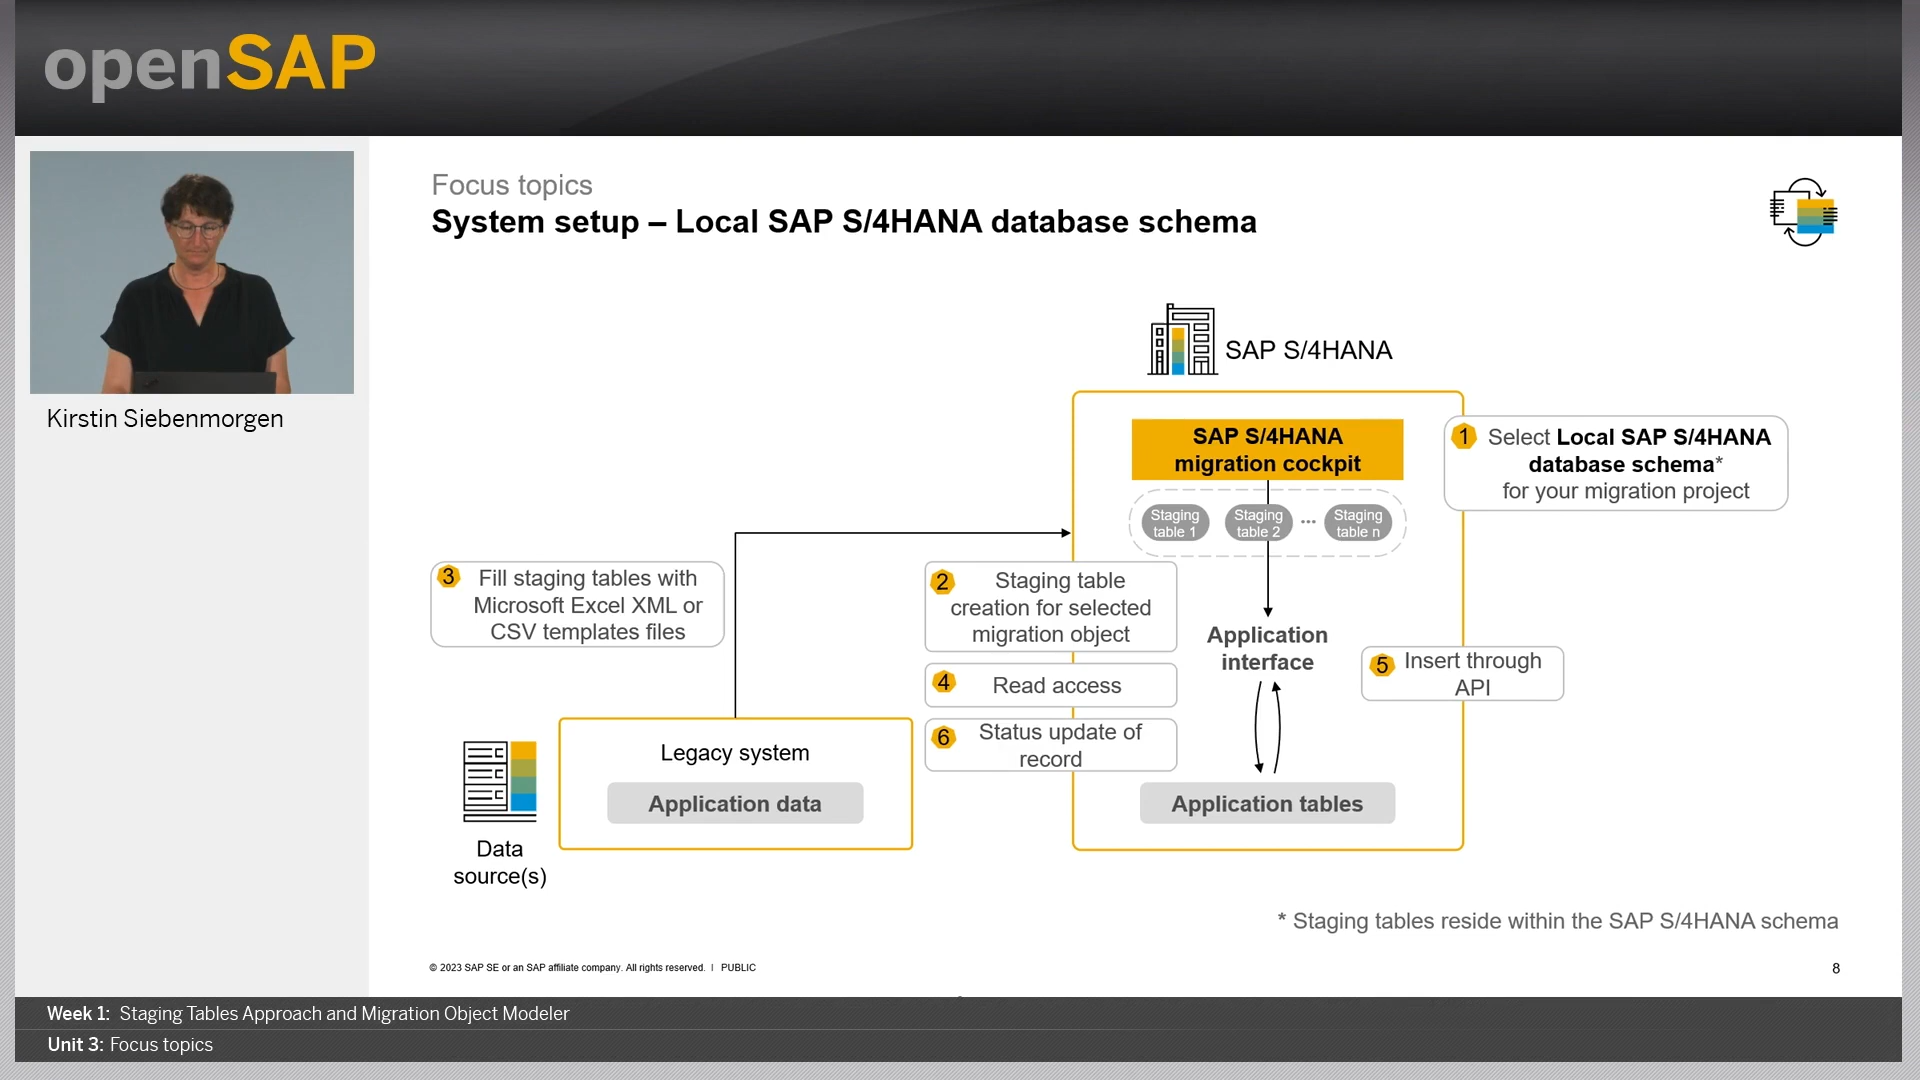 openSAP
Kirstin Siebenmorgen
Focus topics
System setup – Local SAP S/4HANA database schema
SAP S/4HANA
SAP S/4HANA
migration cockpit
1 Select Local SAP S/4HANA
database schema*
for your migration project
Staging
table 1
Staging
table 2
...
Staging
table n
3 Fill staging tables with
Microsoft Excel XML or
CSV templates files
2 Staging table
creation for selected
migration object
Application
interface
4 Read access
5 Insert through
API
6 Status update of
record
Legacy system
Application data
Application tables
Data
source(s)
* Staging tables reside within the SAP S/4HANA schema
© 2023 SAP SE or an SAP affiliate company. All rights reserved. I PUBLIC
8
Week 1: Staging Tables Approach and Migration Object Modeler
Unit 3: Focus topics